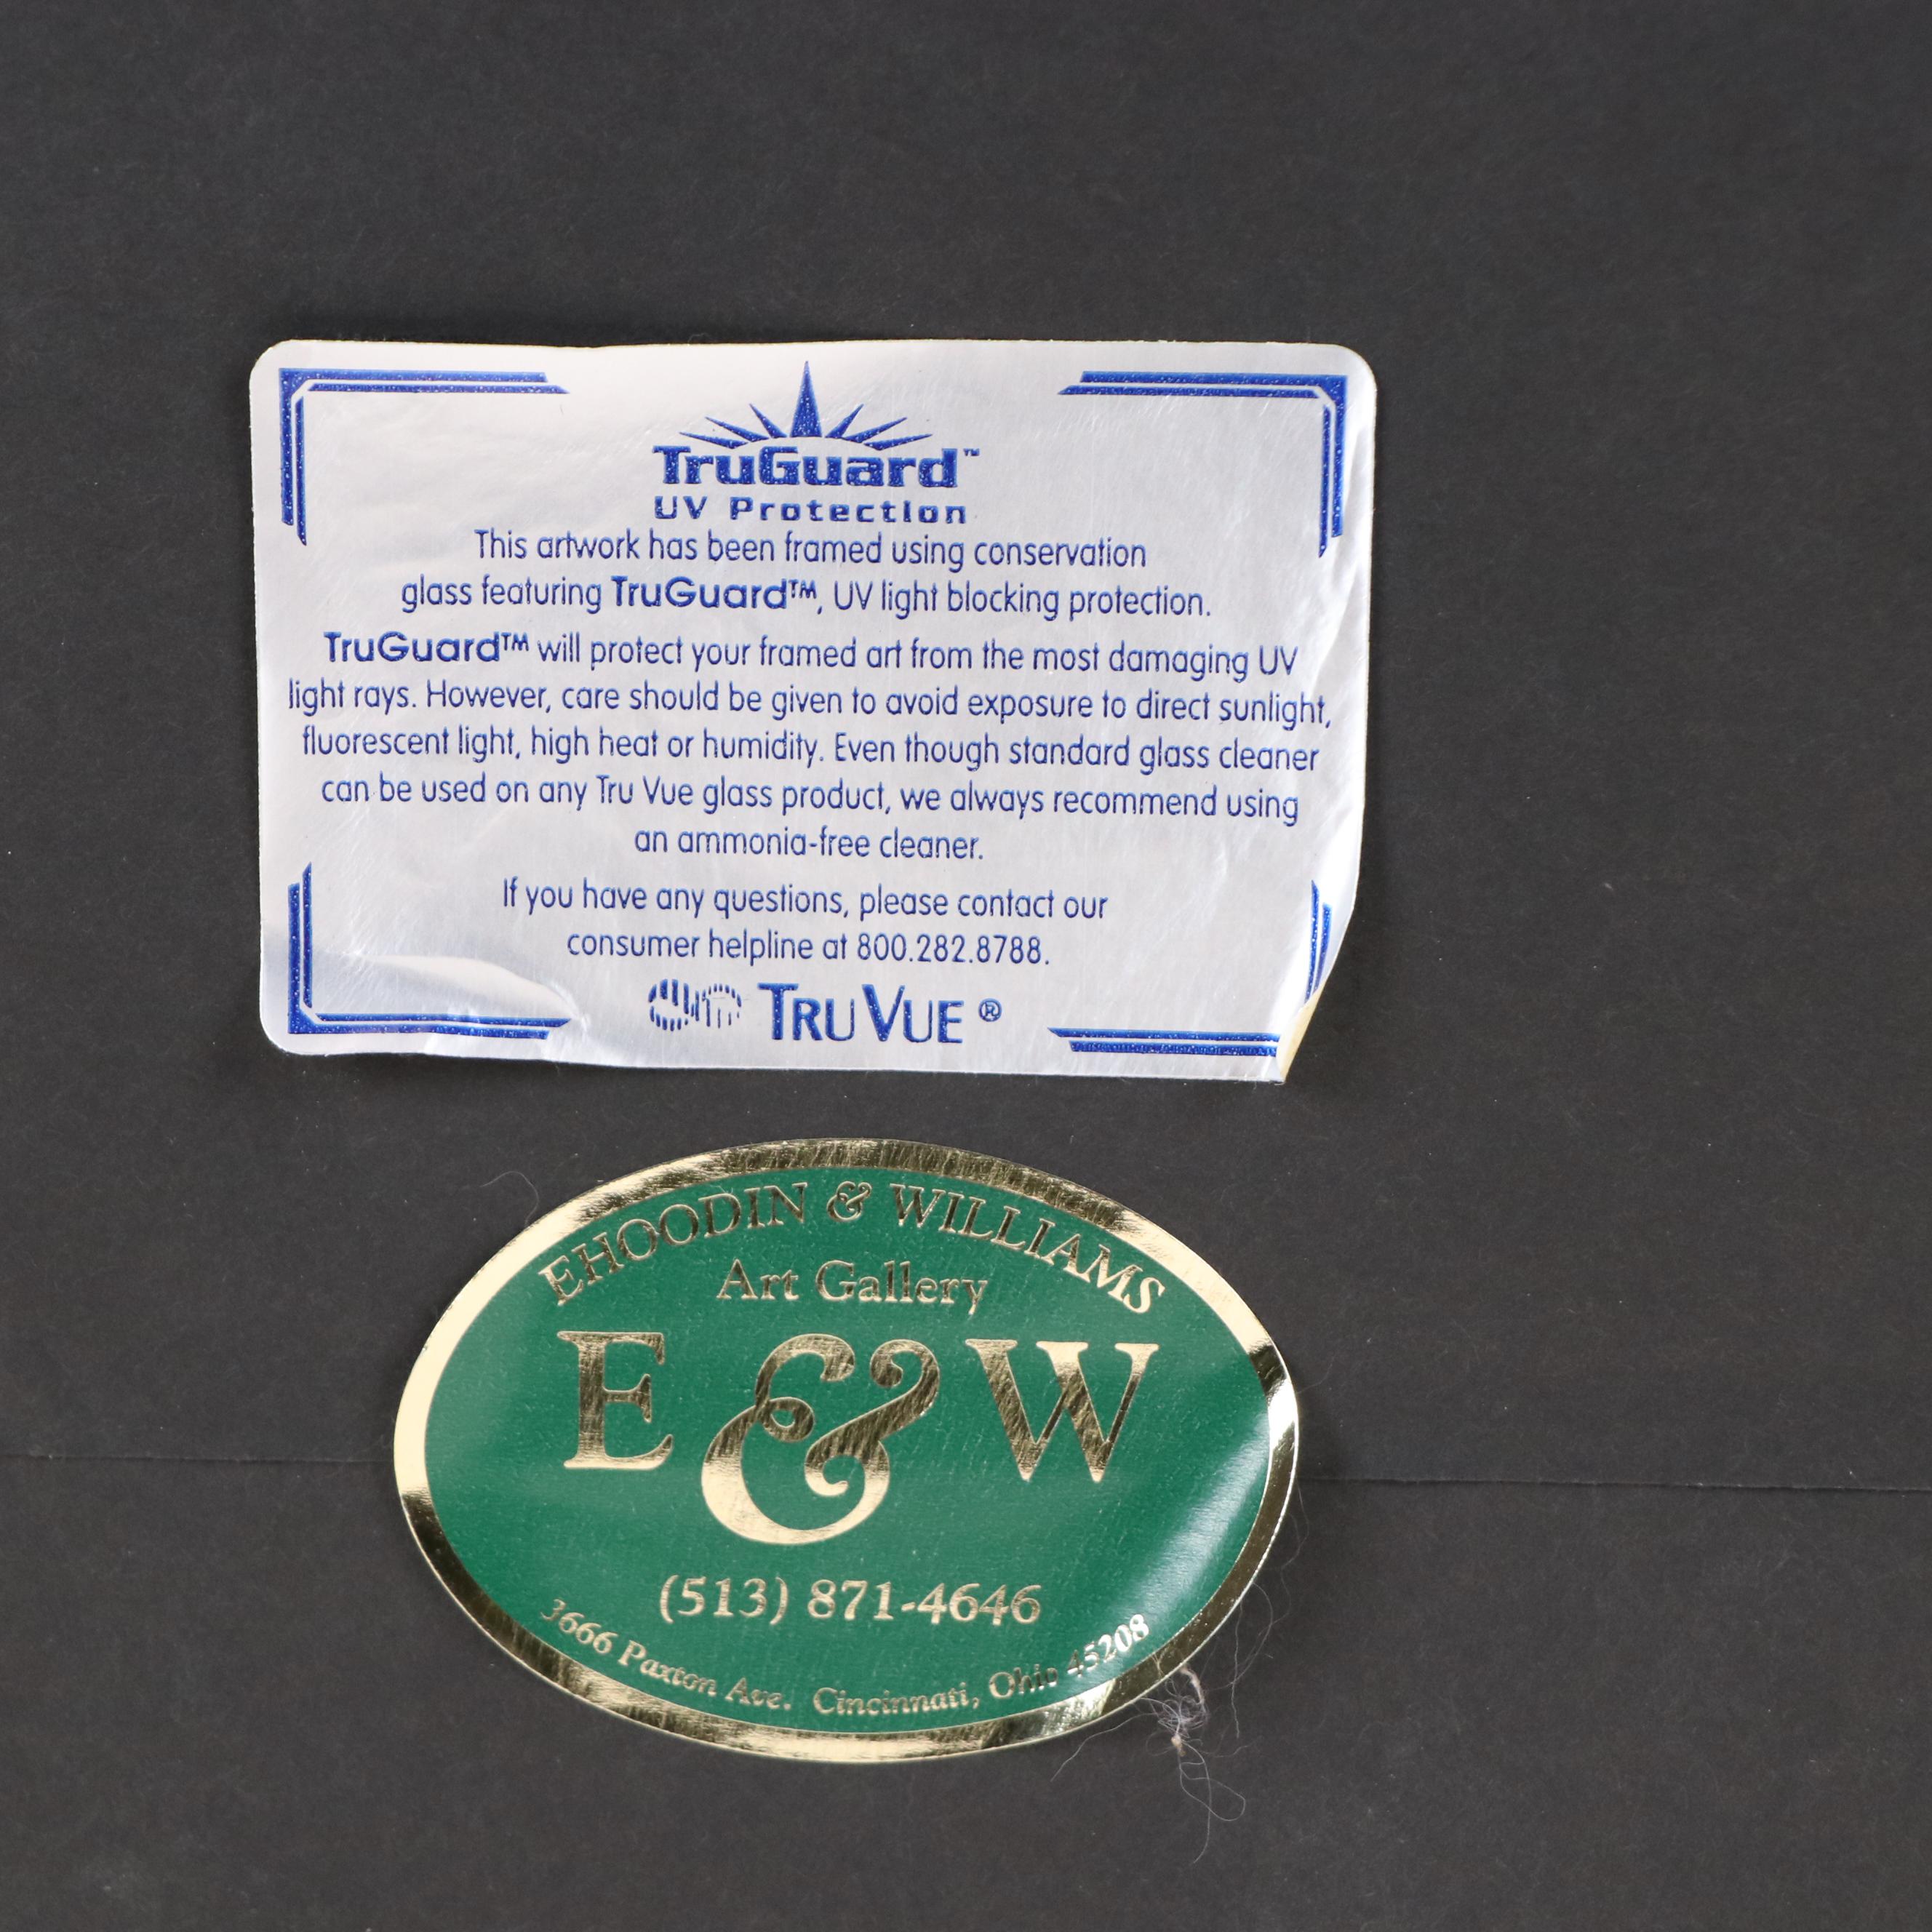 TruGuard™
UV Protection
This artwork has been framed using conservation
glass featuring TruGuard™, UV light blocking protection.
TruGuard™ will protect your framed art from the most damaging UV
light rays. However, care should be given to avoid exposure to direct sunlight,
fluorescent light, high heat or humidity. Even though standard glass cleaner
can be used on any Tru Vue glass product, we always recommend using
an ammonia-free cleaner.
If you have any questions, please contact our
consumer helpline at 800.282.8788.
TRU VUE ®
EHOODIN & WILLIAMS
Art Gallery
E & W
(513) 871-4646
3666 Paxton Ave. Cincinnati, Ohio 45208